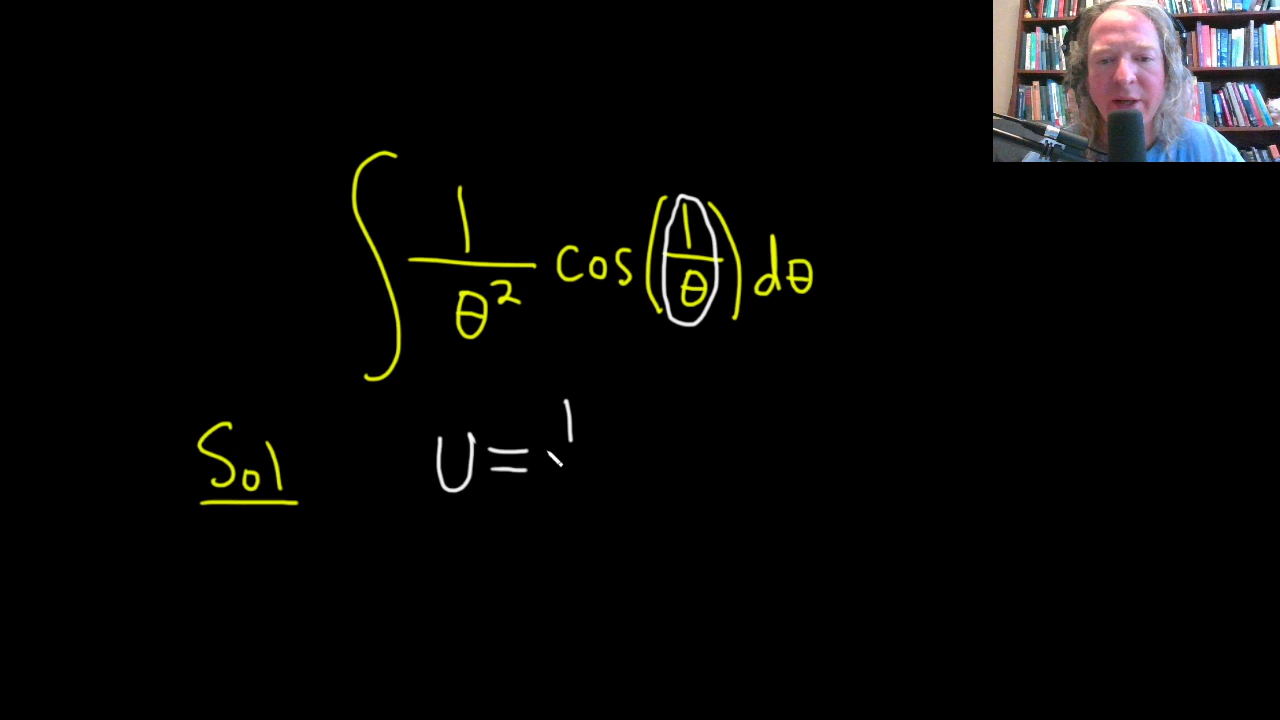 ∫ 1/θ² cos(1/θ) dθ
Sol U = 1